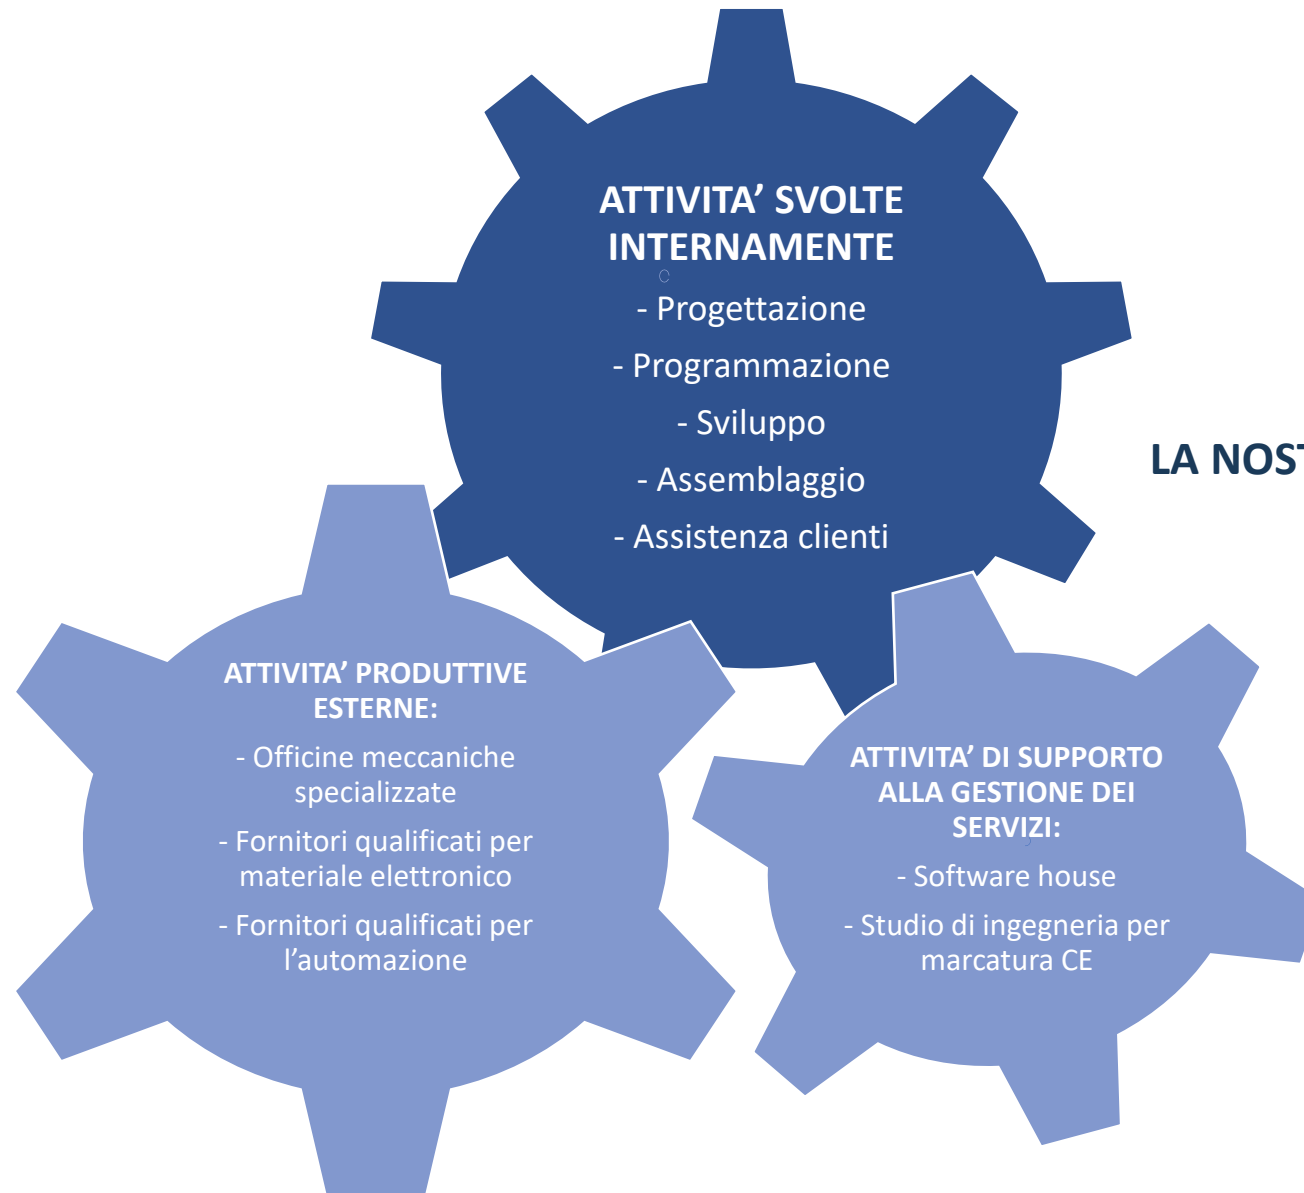 ATTIVITA’ SVOLTE
INTERNAMENTE
- Progettazione
- Programmazione
- Sviluppo
- Assemblaggio
- Assistenza clienti
LA NOST
ATTIVITA’ PRODUTTIVE
ESTERNE:
- Officine meccaniche
specializzate
- Fornitori qualificati per
materiale elettronico
- Fornitori qualificati per
l’automazione
ATTIVITA’ DI SUPPORTO
ALLA GESTIONE DEI
SERVIZI:
- Software house
- Studio di ingegneria per
marcatura CE